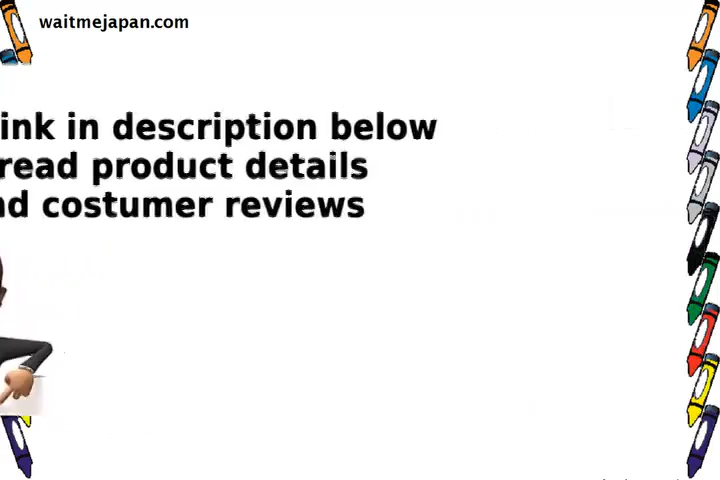 waitmejapan.com
ink in description below
read product details
nd costumer reviews